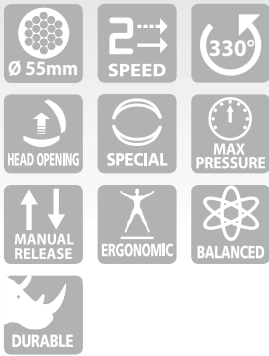 Ø 55mm
2
SPEED
330°
HEAD OPENING
SPECIAL
MAX
PRESSURE
MANUAL
RELEASE
ERGONOMIC
BALANCED
DURABLE